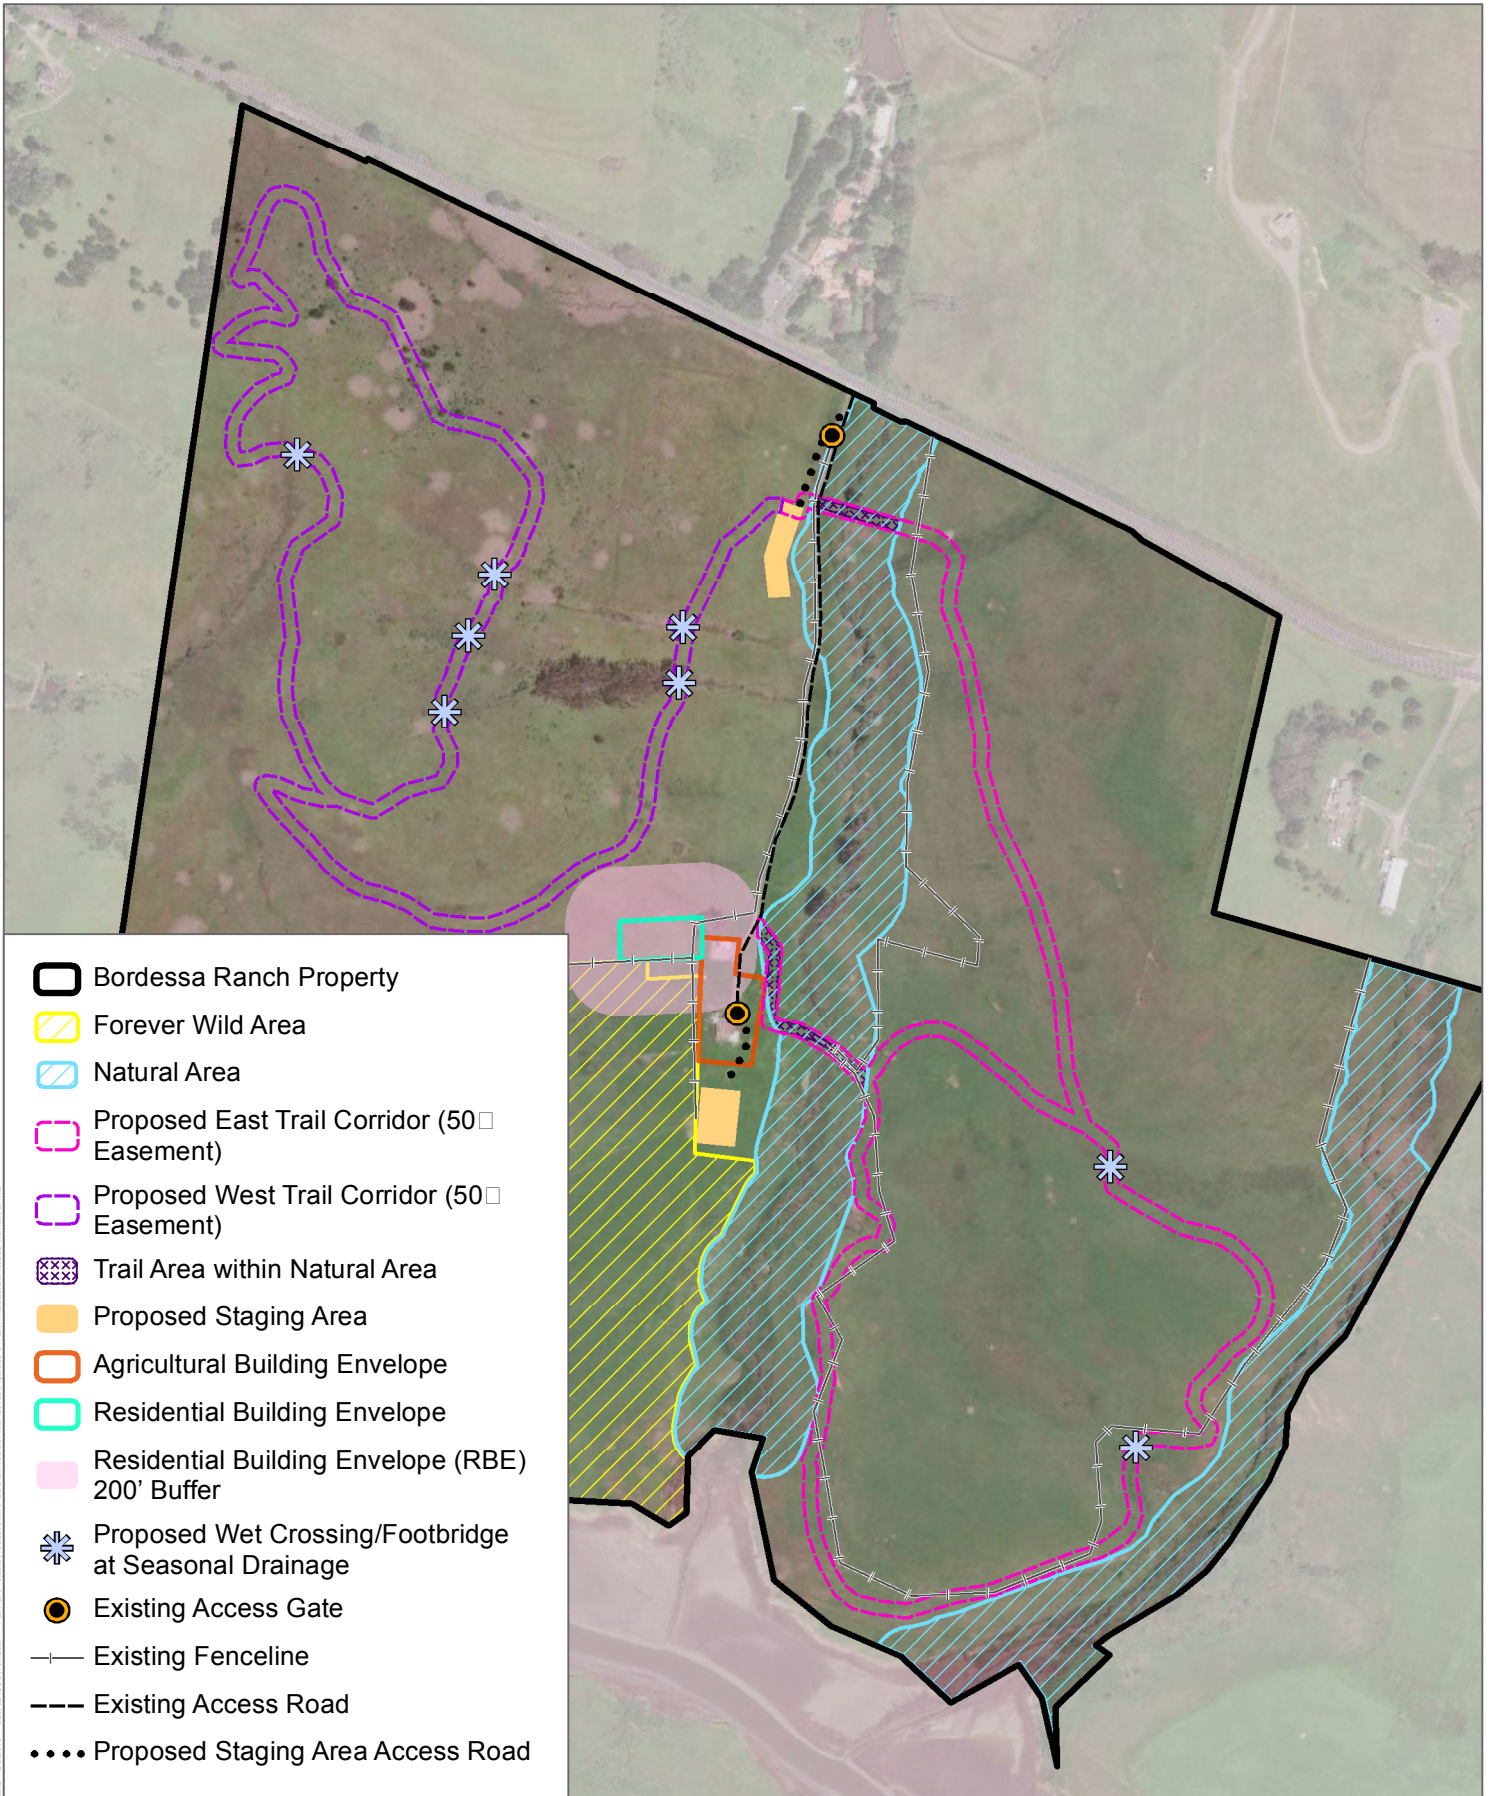 Bordessa Ranch Property
Forever Wild Area
Natural Area
Proposed East Trail Corridor (50□
Easement)
Proposed West Trail Corridor (50□
Easement)
Trail Area within Natural Area
Proposed Staging Area
Agricultural Building Envelope
Residential Building Envelope
Residential Building Envelope (RBE)
200’ Buffer
Proposed Wet Crossing/Footbridge
at Seasonal Drainage
Existing Access Gate
Existing Fenceline
Existing Access Road
Proposed Staging Area Access Road